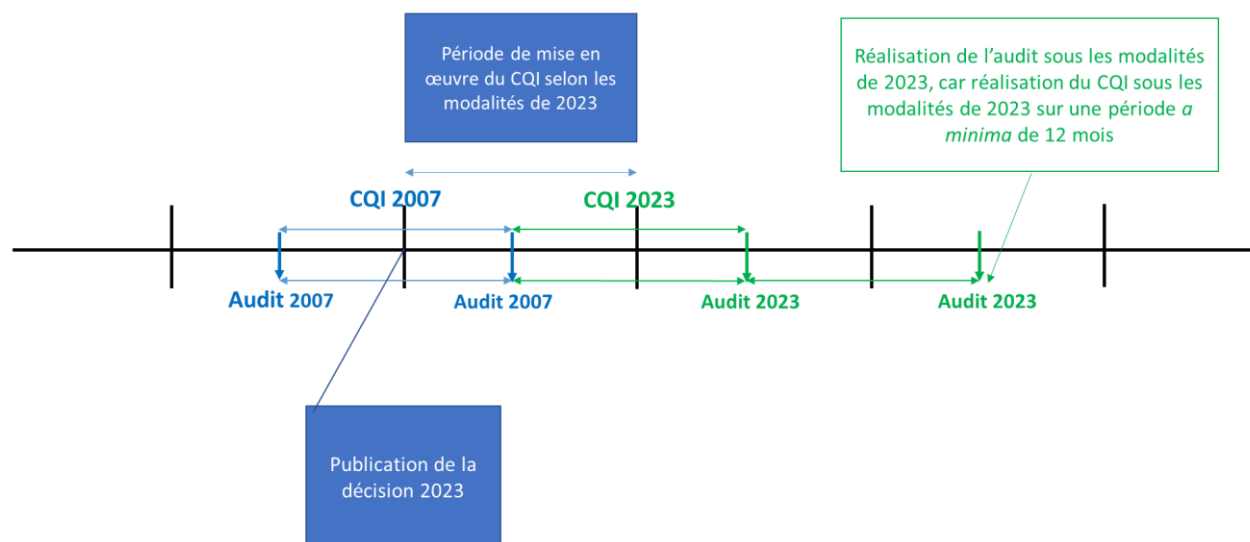 Période de mise en
œuvre du CQI selon les
modalités de 2023
Réalisation de l’audit sous les modalités
de 2023, car réalisation du CQI sous les
modalités de 2023 sur une période a
minima de 12 mois
CQI 2007
CQI 2023
Audit 2007
Audit 2007
Audit 2023
Audit 2023
Publication de la
décision 2023